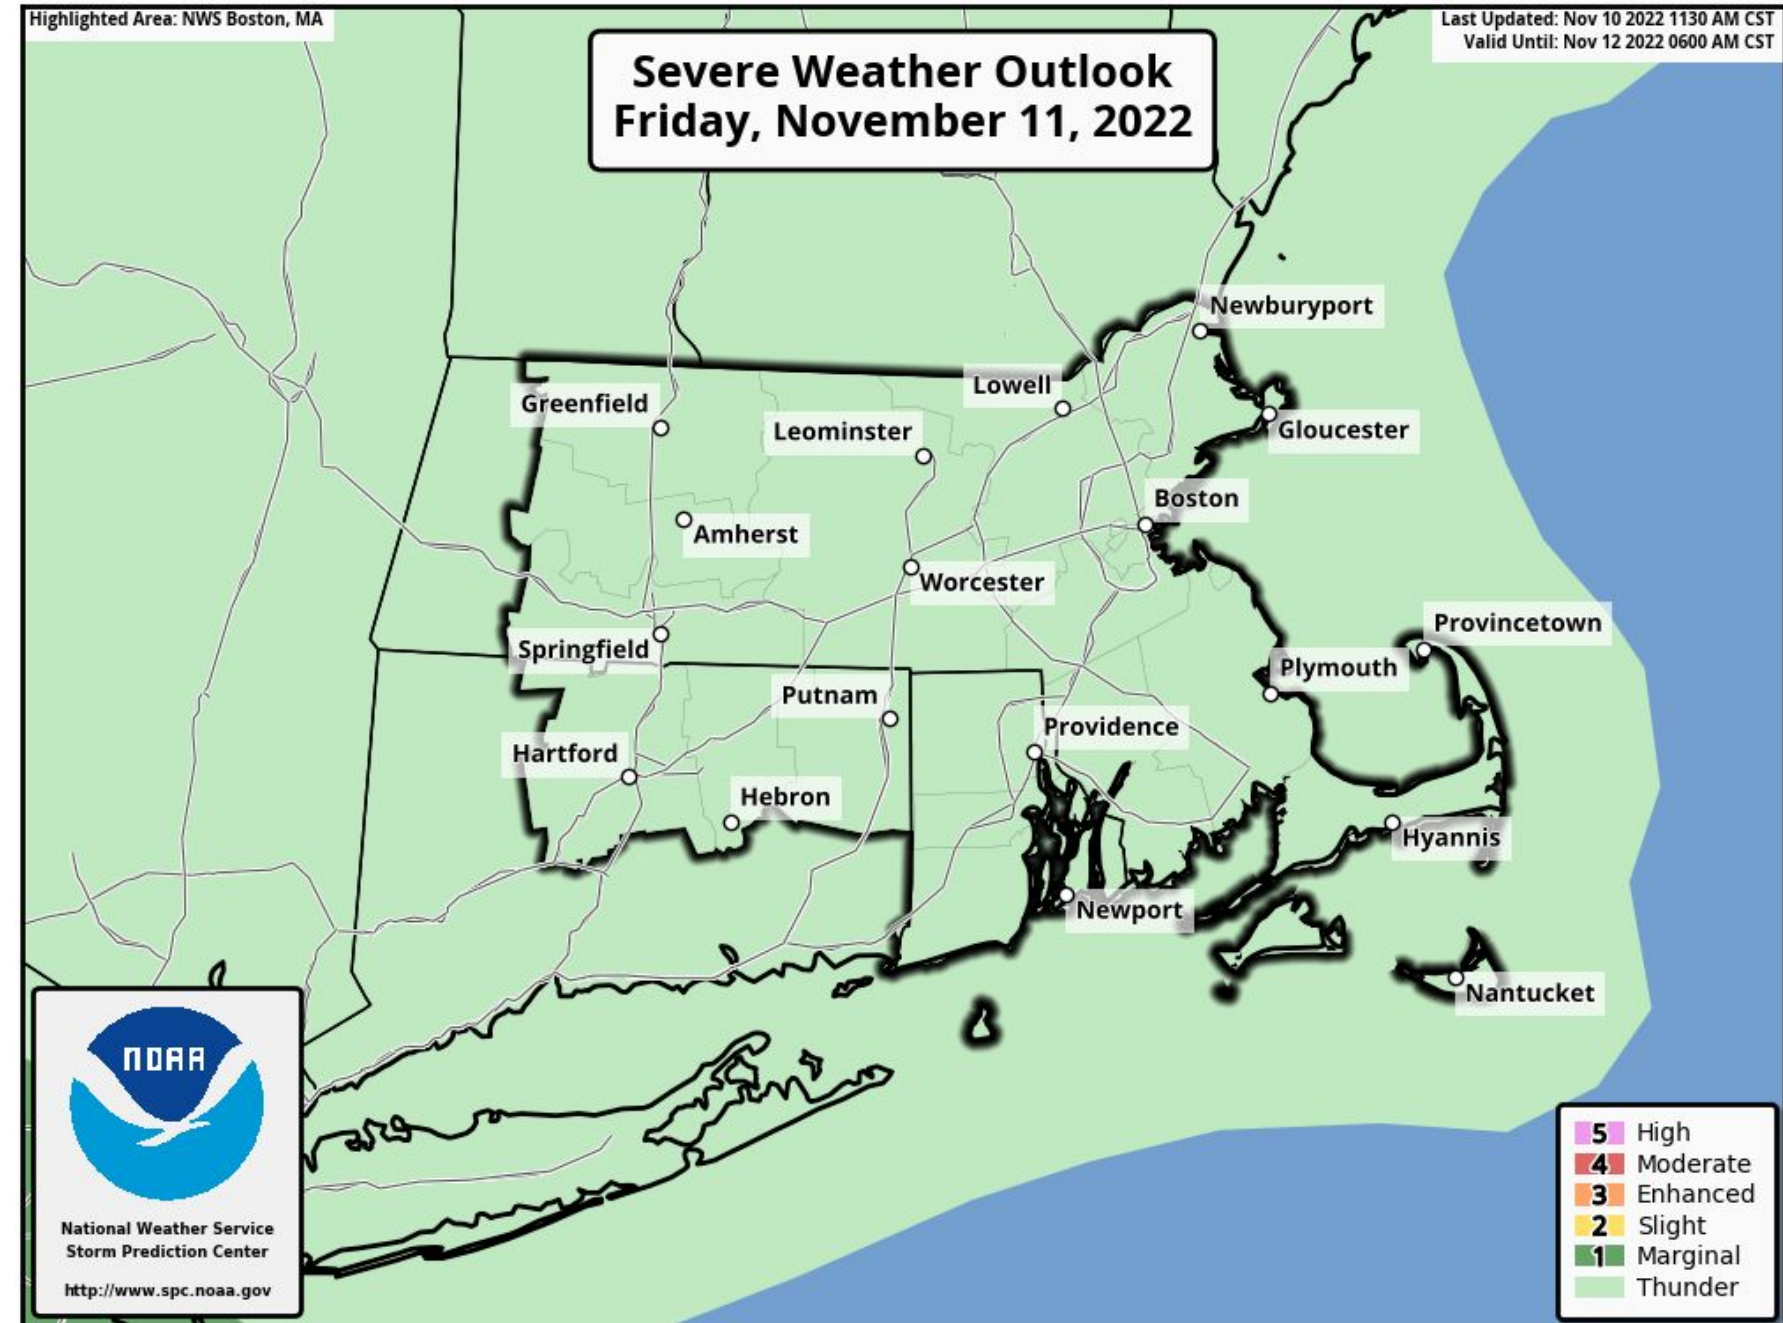 Highlighted Area: NWS Boston, MA
Last Updated: Nov 10 2022 1130 AM CST
Valid Until: Nov 12 2022 0600 AM CST
Severe Weather Outlook
Friday, November 11, 2022
Newburyport
Lowell
Greenfield
Leominster
Gloucester
Boston
Amherst
Worcester
Provincetown
Springfield
Plymouth
Putnam
Providence
Hartford
Hebron
Hyannis
Newport
Nantucket
NOAA
National Weather Service
Storm Prediction Center
http://www.spc.noaa.gov
5 High
4 Moderate
3 Enhanced
2 Slight
1 Marginal
Thunder